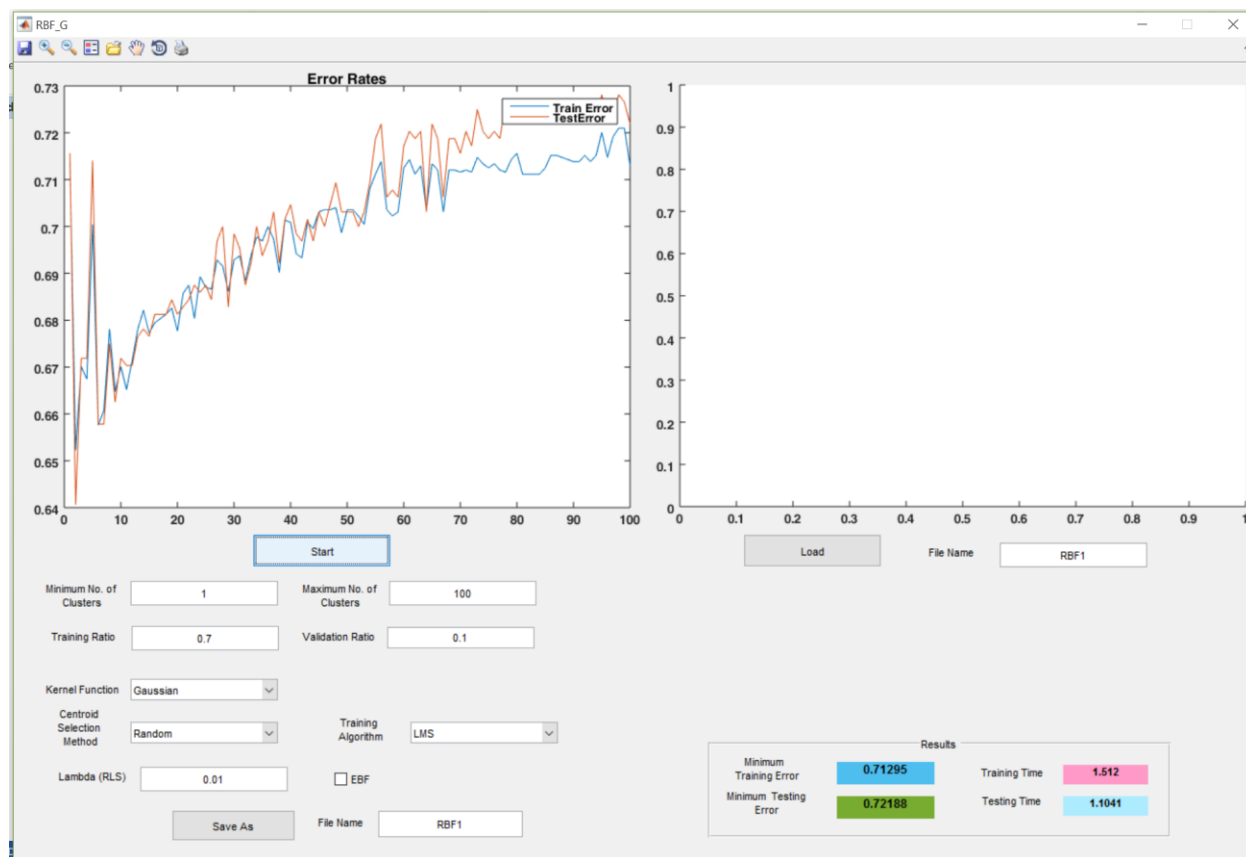 RBF_G
Error Rates
Train Error
TestError
0.73
0.72
0.71
0.7
0.69
0.68
0.67
0.66
0.65
0.64
0 10 20 30 40 50 60 70 80 90 100
1
0.9
0.8
0.7
0.6
0.5
0.4
0.3
0.2
0.1
0
0 0.1 0.2 0.3 0.4 0.5 0.6 0.7 0.8 0.9 1
Start
Load
File Name
RBF1
Minimum No. of
Clusters
1
Maximum No. of
Clusters
100
Training Ratio
0.7
Validation Ratio
0.1
Kernel Function
Gaussian
Centroid
Selection
Method
Random
Training
Algorithm
LMS
Lambda (RLS)
0.01
EBF
Save As
File Name
RBF1
Results
Minimum
Training Error
0.71295
Training Time
1.512
Minimum Testing
Error
0.72188
Testing Time
1.1041